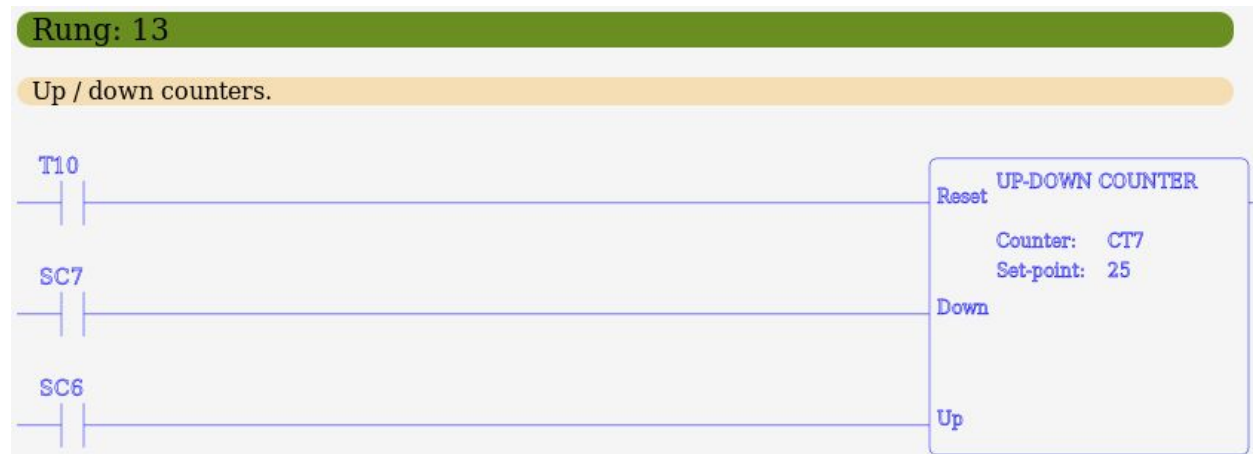 Rung: 13
Up / down counters.
T10
UP-DOWN COUNTER
Reset
Counter: CT7
SC7
Set-point: 25
Down
SC6
Up